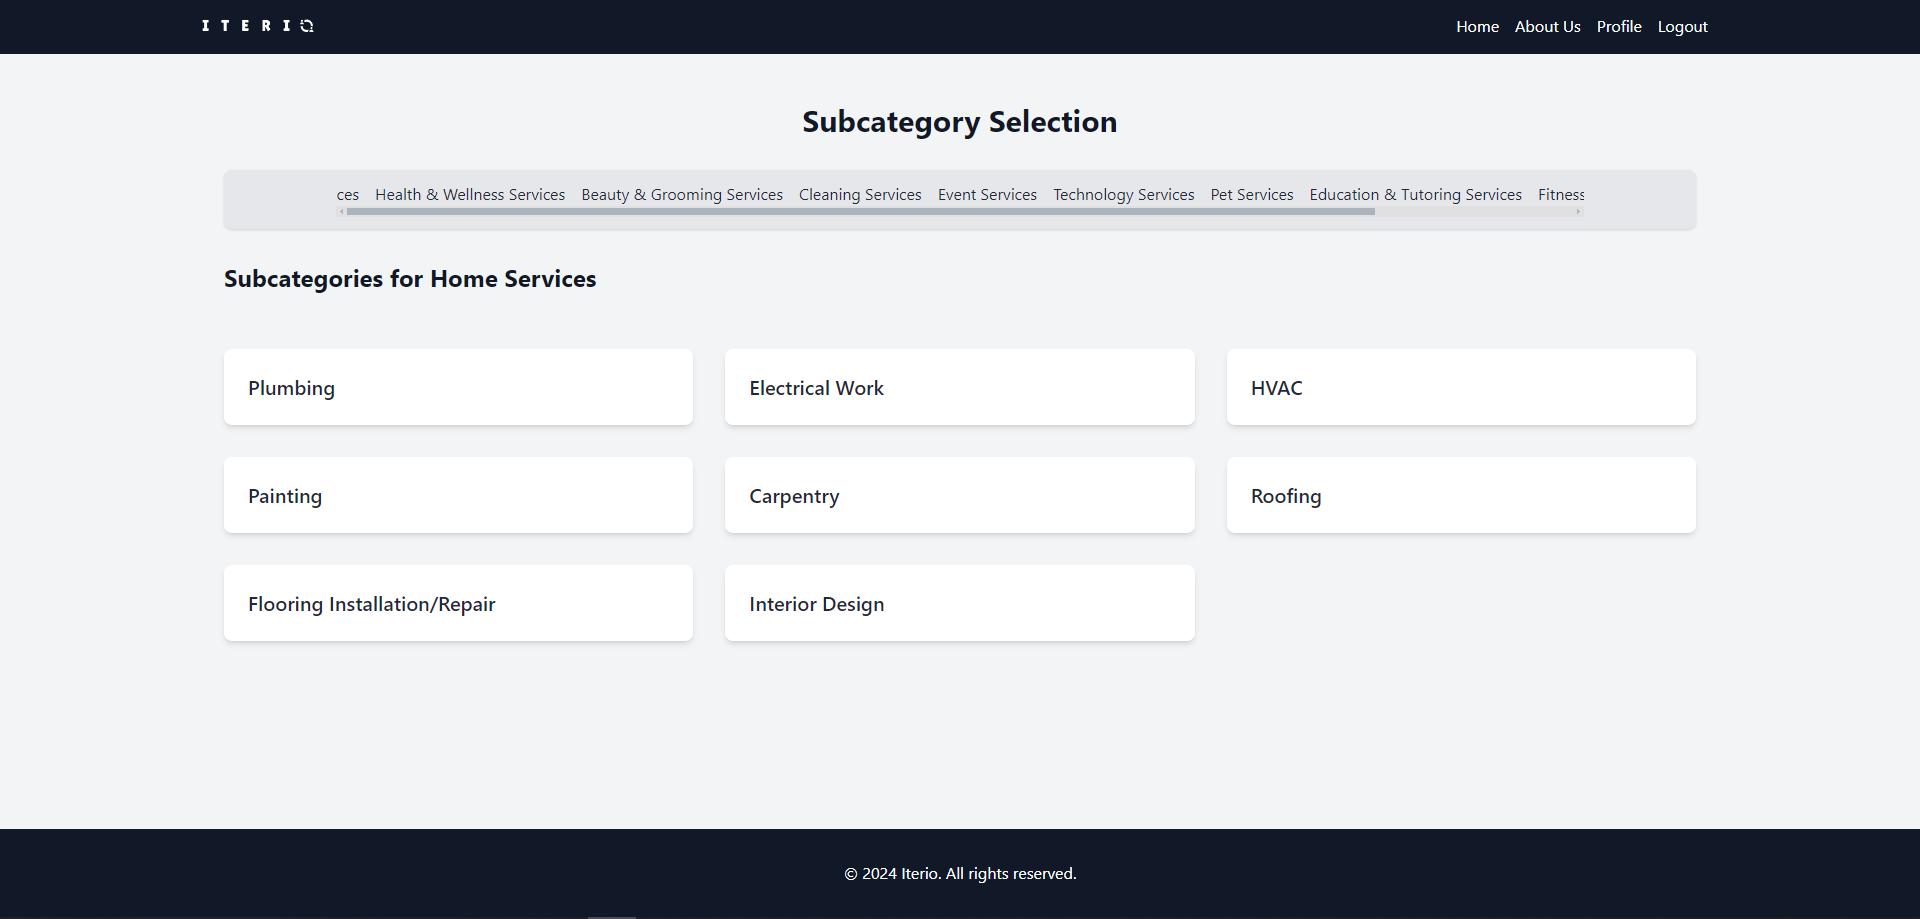 ITERIO Home About Us Profile Logout
Subcategory Selection
ces Health & Wellness Services Beauty & Grooming Services Cleaning Services Event Services Technology Services Pet Services Education & Tutoring Services Fitness
Subcategories for Home Services
Plumbing Electrical Work HVAC
Painting Carpentry Roofing
Flooring Installation/Repair Interior Design
© 2024 Iterio. All rights reserved.